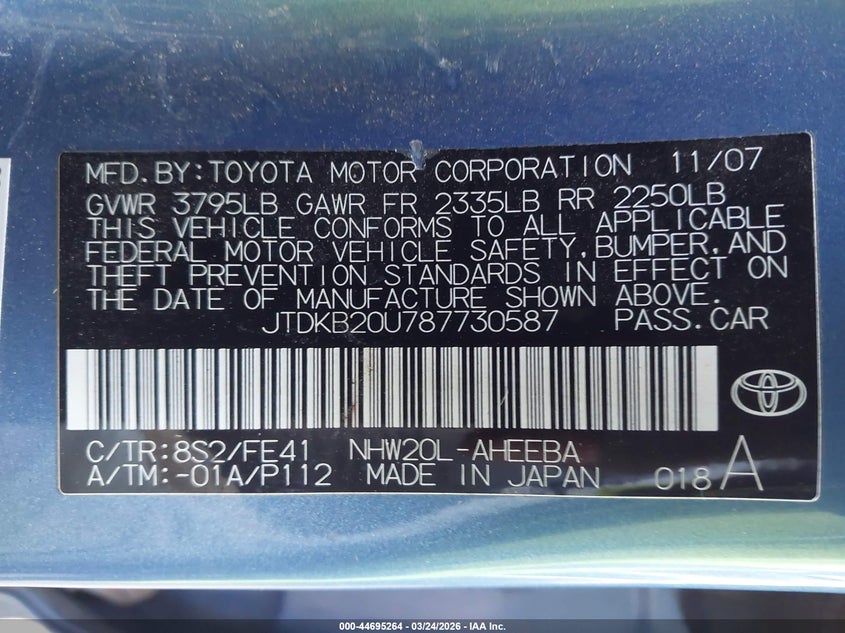 MFD.BY:TOYOTA MOTOR CORPORATION 11/07
GVWR 3795LB GAWR FR 2335LB RR 2250LB
THIS VEHICLE CONFORMS TO ALL APPLICABLE
FEDERAL MOTOR VEHICLE SAFETY,BUMPER,AND
THEFT PREVENTION STANDARDS IN EFFECT ON
THE DATE OF MANUFACTURE SHOWN ABOVE.
JTDKB20U787730587 PASS.CAR
C/TR:8S2/FE41 NHW20L-AHEEBA
A/TM:-01A/P112 MADE IN JAPAN 018 A
000-44695264 - 03/24/2026 - IAA Inc.